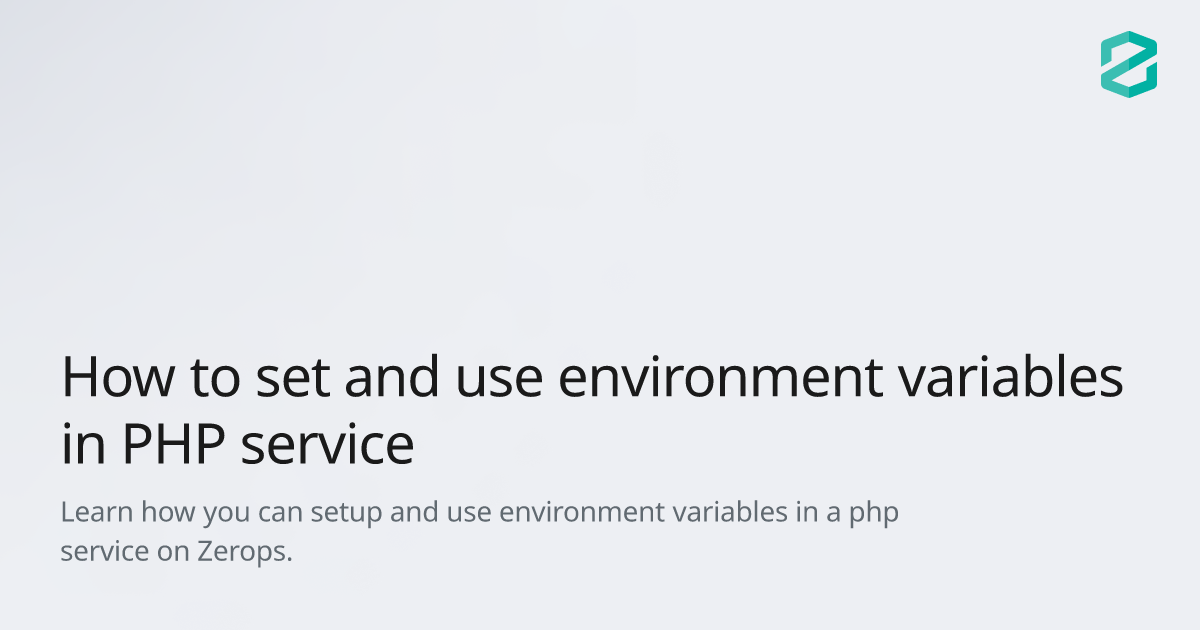 How to set and use environment variables
in PHP service
Learn how you can setup and use environment variables in a php
service on Zerops.